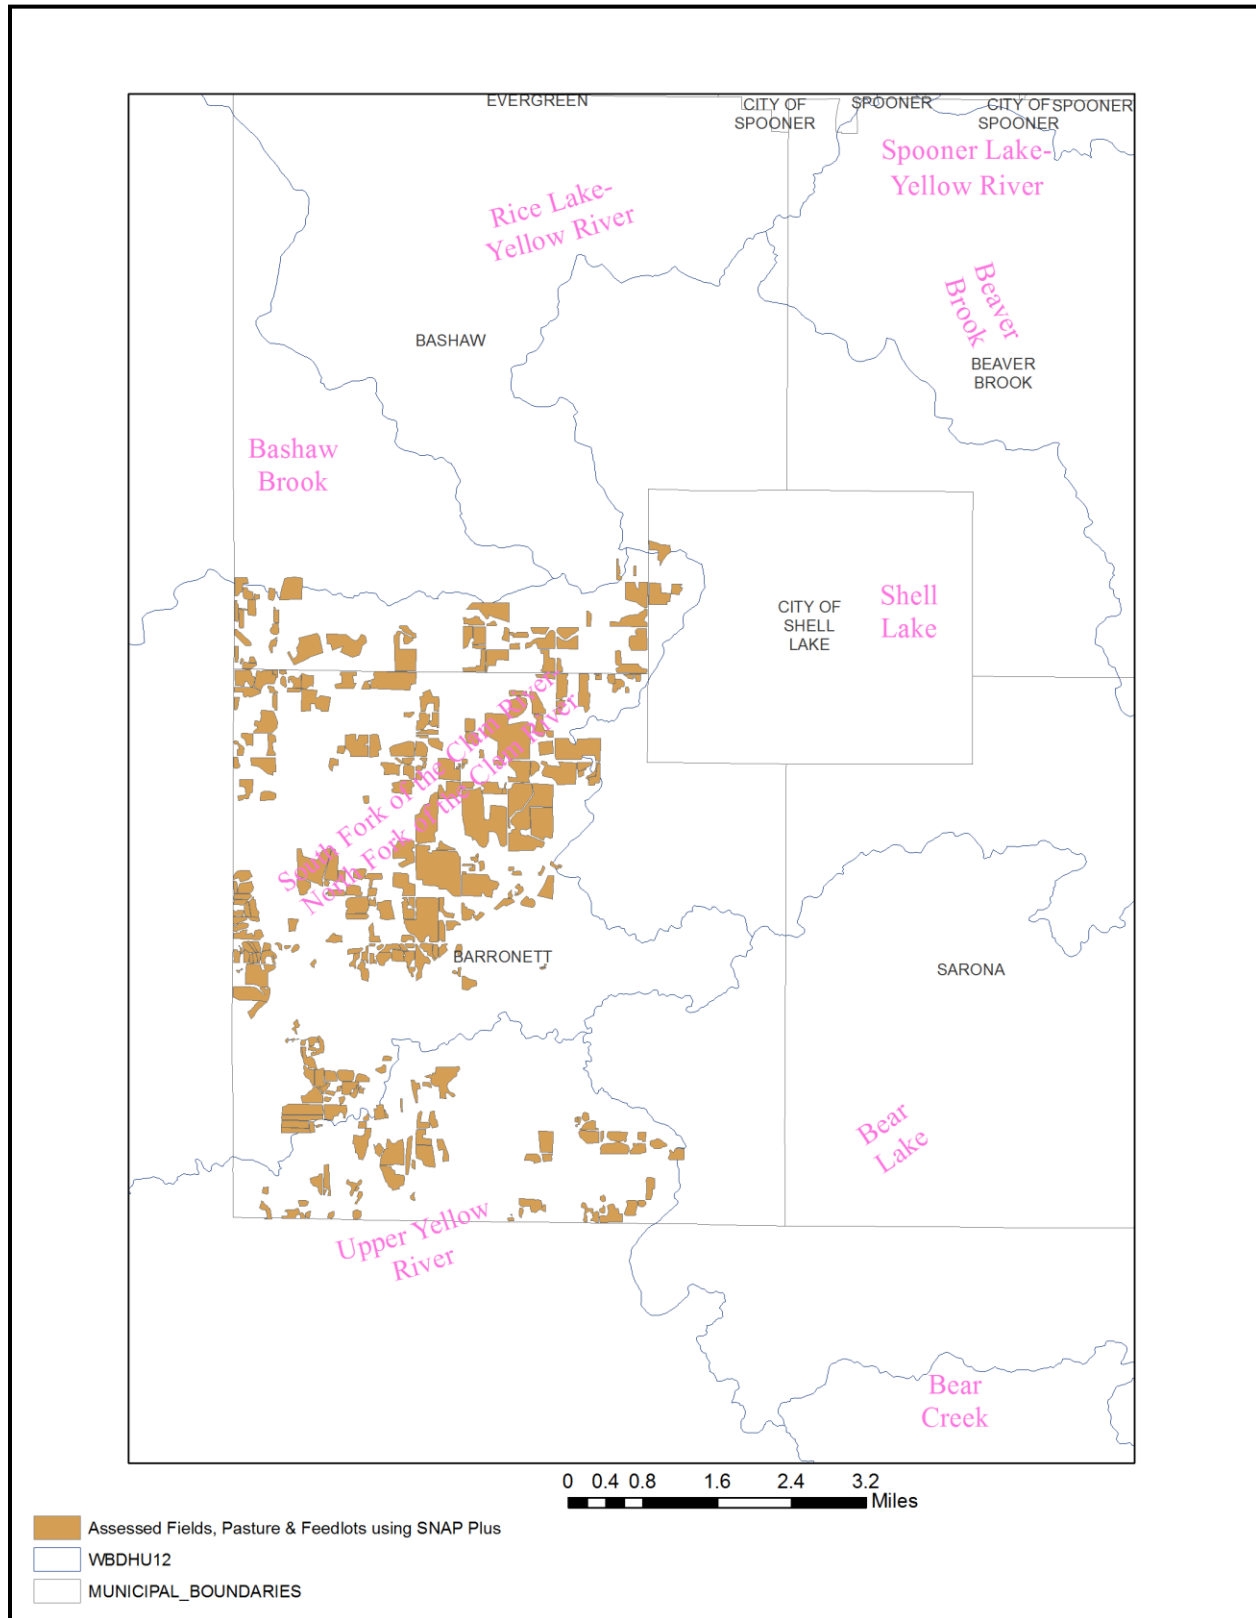 EVERGREEN
CITY OF
SPOONER
SPOONER
CITY OF
SPOONER
SPOONER
Spooner Lake-
Yellow River
Rice Lake-
Yellow River
Beaver
Brook
BASHAW
BEAVER
BROOK
Bashaw
Brook
CITY OF
SHELL
LAKE
Shell
Lake
South Fork of the Clam River
North Fork of the Clam River
BARRONETT
SARONA
Bear
Lake
Upper Yellow
River
Bear
Creek
0 0.4 0.8 1.6 2.4 3.2
Miles
Assessed Fields, Pasture & Feedlots using SNAP Plus
WBDHU12
MUNICIPAL_BOUNDARIES